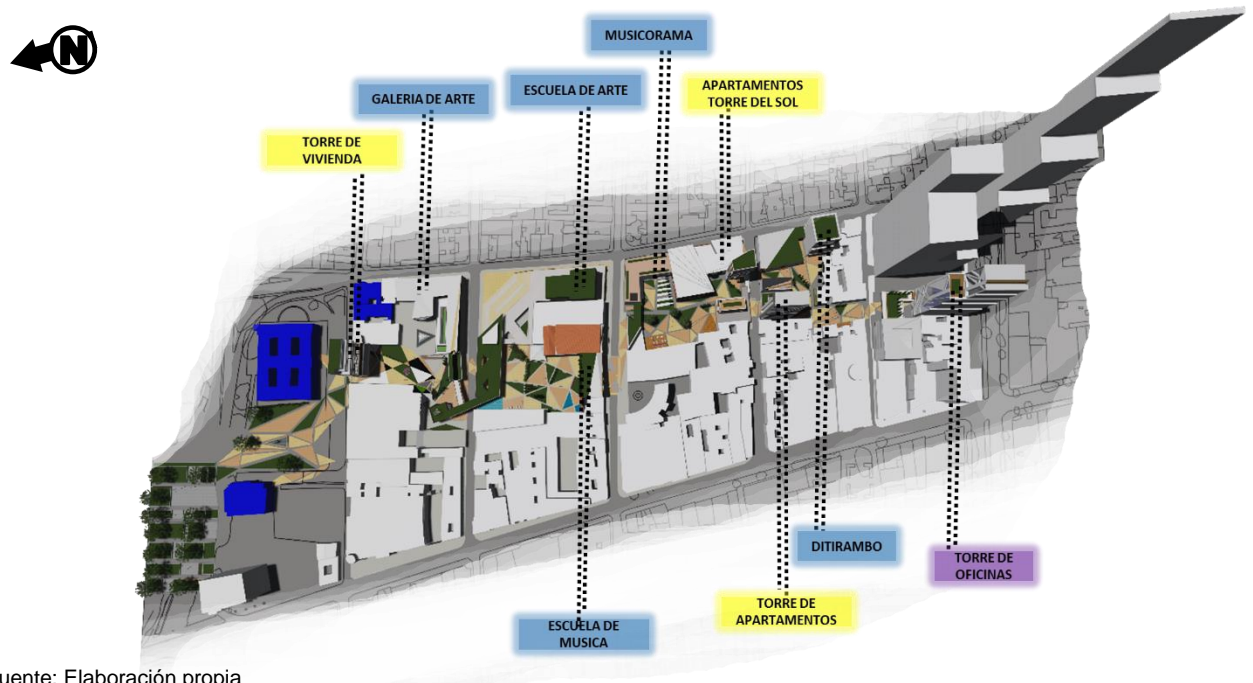 N
MUSICORAMA
GALERIA DE ARTE
ESCUELA DE ARTE
APARTAMENTOS
TORRE DEL SOL
TORRE DE
VIVIENDA
DITIRAMBO
TORRE DE
OFICINAS
TORRE DE
APARTAMENTOS
ESCUELA DE
MUSICA
uente: Elaboración propia